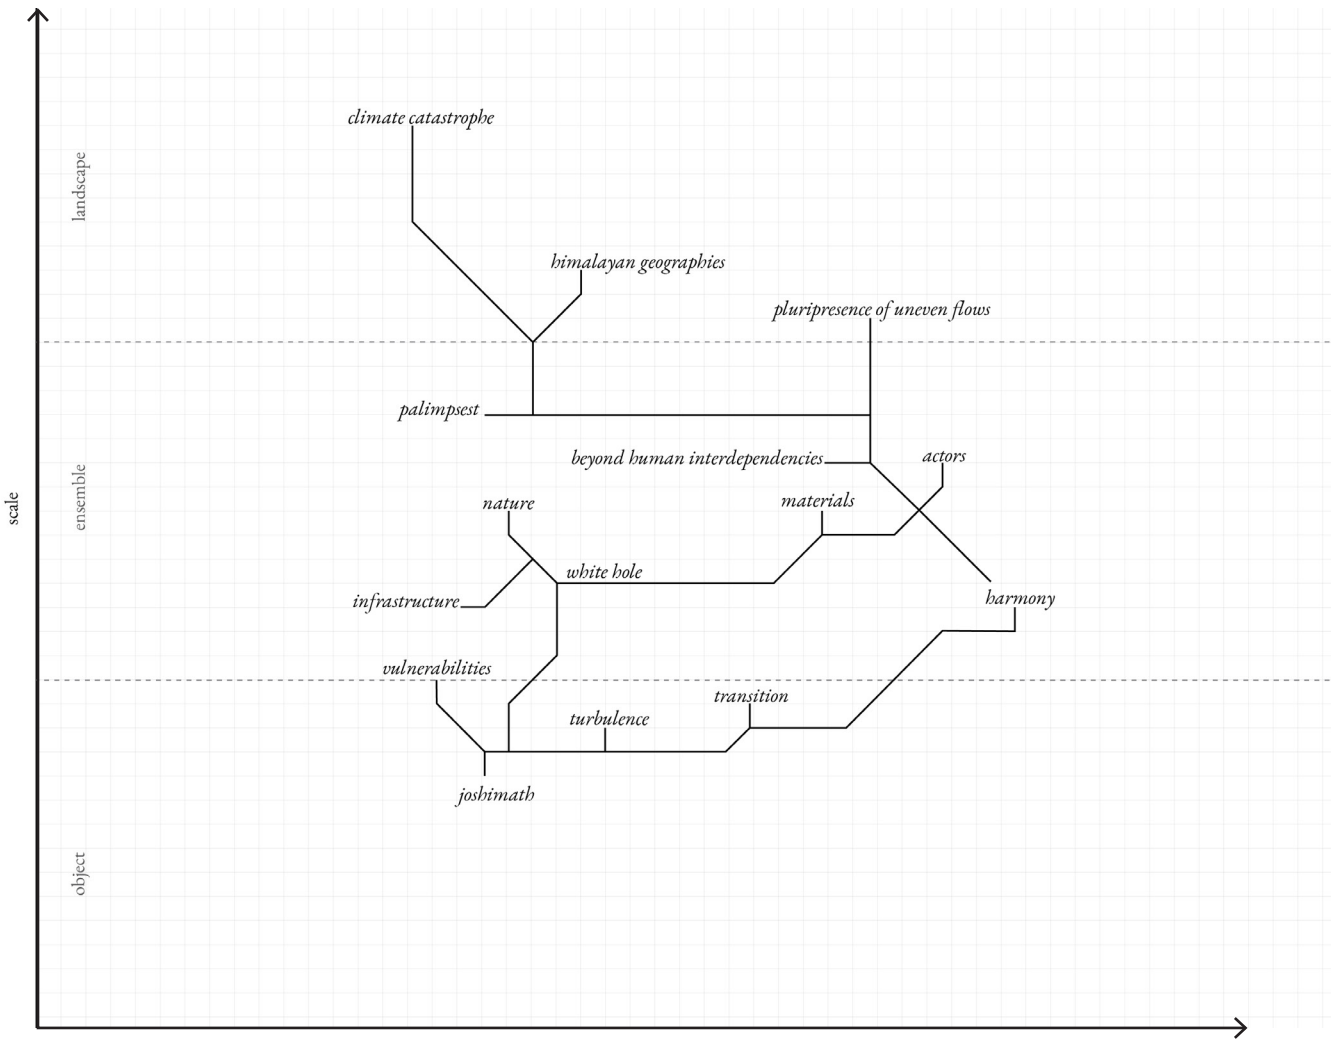 climate catastrophe
landscape
himalayan geographies
pluripresence of uneven flows
palimpsest
beyond human interdependencies
actors
scale
ensemble
nature
materials
white hole
infrastructure
harmony
vulnerabilities
transition
turbulence
joshimath
object